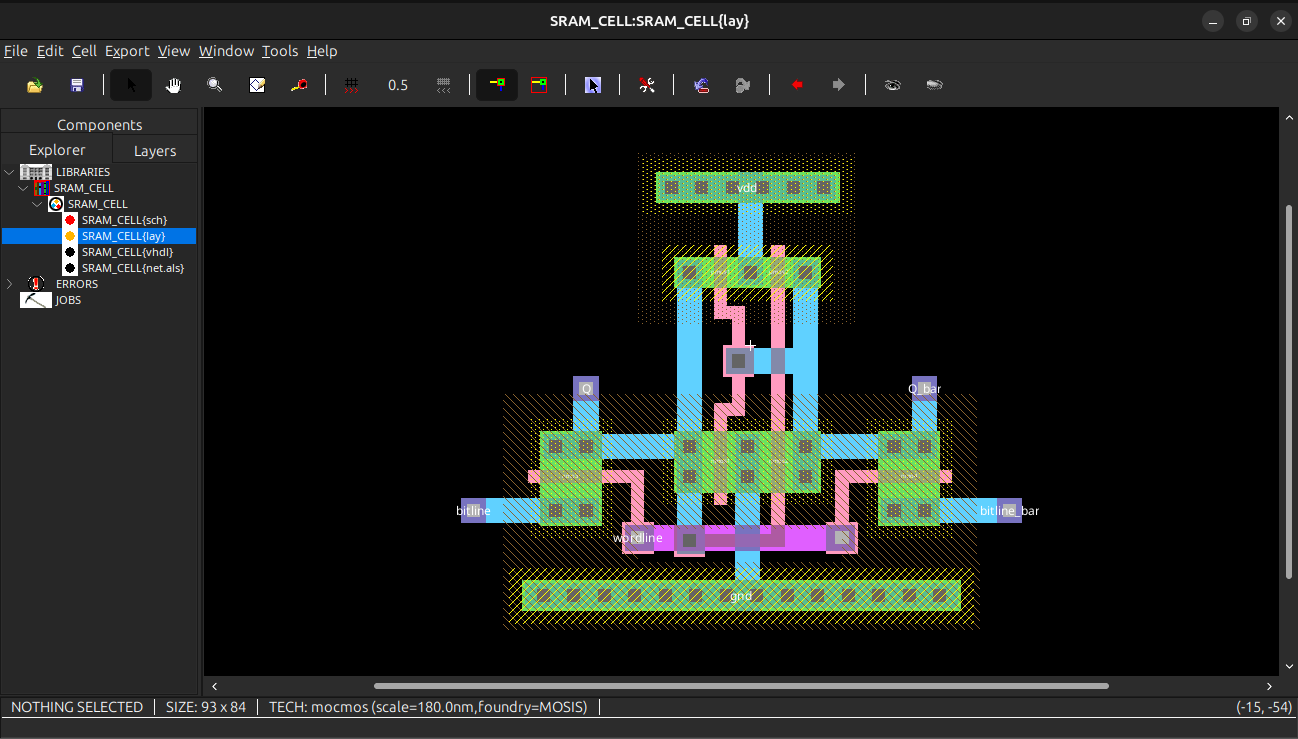 SRAM_CELL:SRAM_CELL{lay}
File Edit Cell Export View Window Tools Help
0.5
Components
Explorer
Layers
LIBRARIES
SRAM_CELL
SRAM_CELL
SRAM_CELL{sch}
SRAM_CELL{lay}
SRAM_CELL{vhdl}
SRAM_CELL{net.als}
ERRORS
JOBS
vdd
Q
Q_bar
bitline
bitline_bar
wordline
gnd
NOTHING SELECTED
SIZE: 93 x 84
TECH: mocmos (scale=180.0nm,foundry=MOSIS)
(-15, -54)